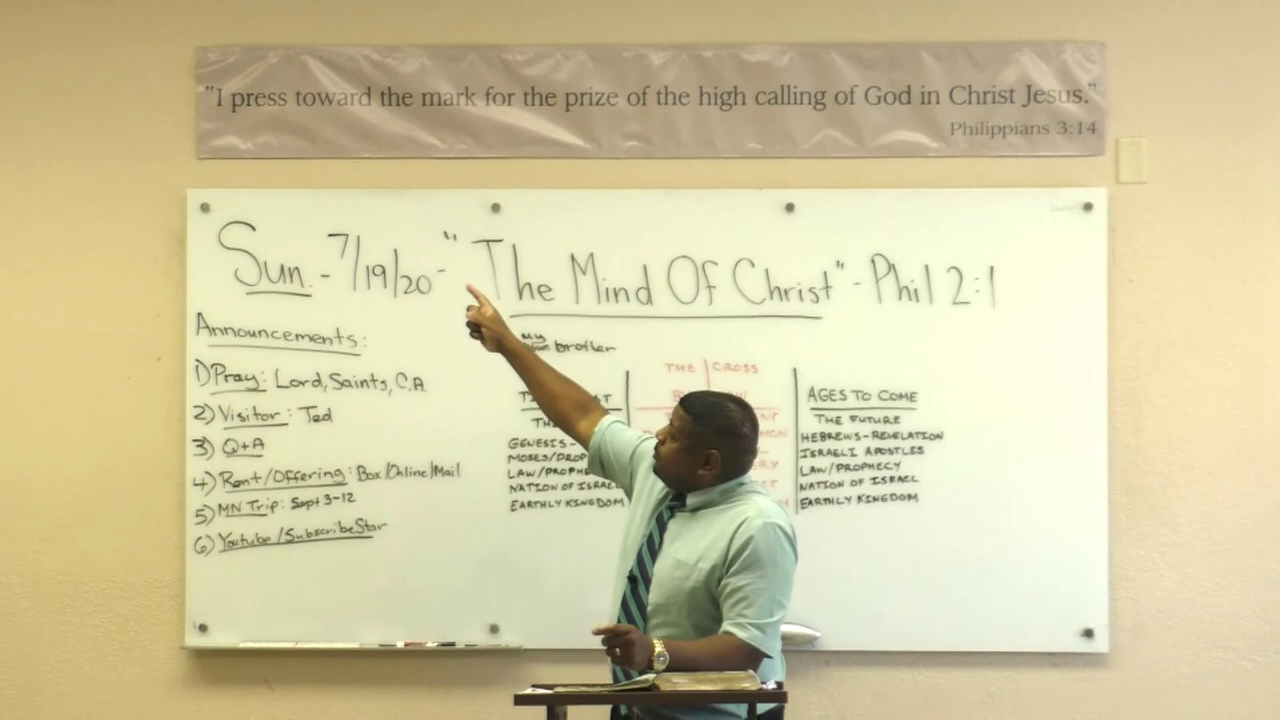 "I press toward the mark for the prize of the high calling of God in Christ Jesus."
Philippians 3:14
Sun. - 7/19/20 - "The Mind Of Christ" - Phil 2:1
Announcements:
1) Pray: Lord, Saints, C.A.
2) Visitor: Ted
3) Q+A
4) Rent/Offering: Box/Online/Mail
5) MN Trip: Sept 3-12
6) Youtube/SubscribeStar
My
brother
GENESIS-
LAW/PROPHE
NATION OF ISRAEL
EARTHLY KINGDOM
THE CROSS
AGES TO COME
THE FUTURE
HEBREWS-REVELATION
ISRAELI APOSTLES
LAW/PROPHECY
NATION OF ISRAEL
EARTHLY KINGDOM